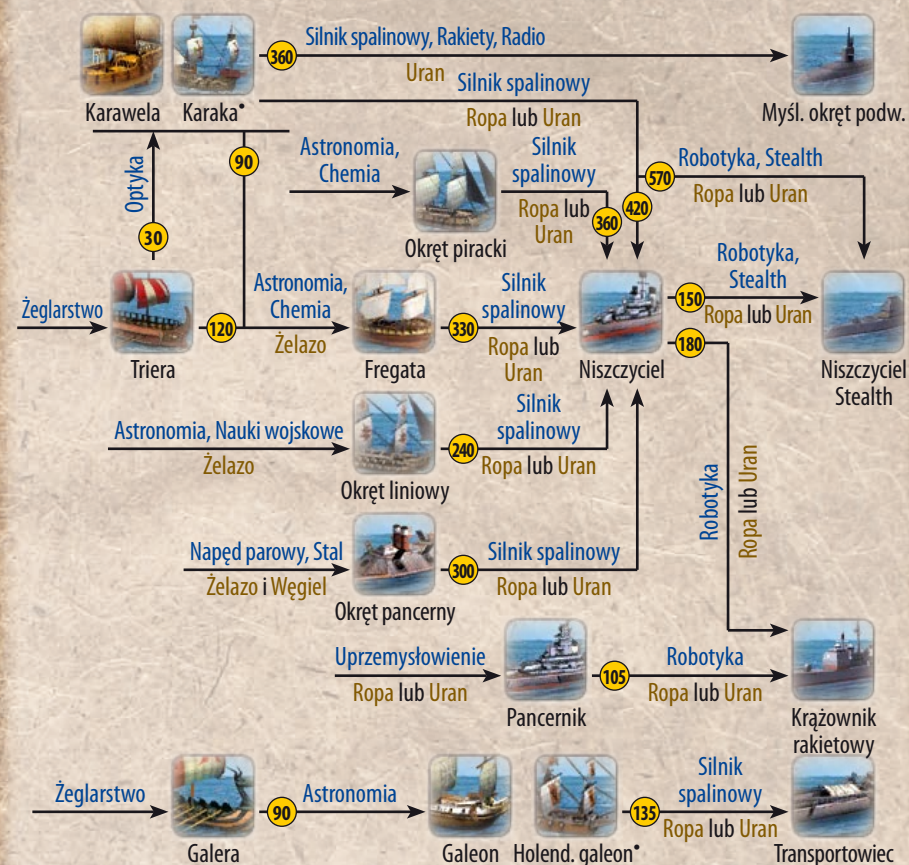 Silnik spalinowy, Rakiety, Radio
360
Uran
Karawela
Karaka•
Myśl. okręt podw.
Silnik spalinowy
Ropa lub Uran
90
Optyka
30
Astronomia,
Chemia
Okręt piracki
Silnik
spalinowy
Ropa lub
Uran
360
420
570
Robotyka, Stealth
Ropa lub Uran
Żeglarstwo
Triera
120
Astronomia,
Chemia
Żelazo
Fregata
330
Silnik
spalinowy
Ropa lub
Uran
Niszczyciel
150
Robotyka,
Stealth
Ropa lub Uran
180
Niszczyciel
Stealth
Astronomia, Nauki wojskowe
Żelazo
Okręt liniowy
240
Silnik
spalinowy
Ropa lub Uran
Robotyka
Ropa lub Uran
Napęd parowy, Stal
Żelazo i Węgiel
Okręt pancerny
300
Silnik spalinowy
Ropa lub Uran
Uprzemysłowienie
Ropa lub Uran
Pancernik
105
Robotyka
Ropa lub Uran
Krążownik
rakietowy
Żeglarstwo
Galera
90
Astronomia
Galeon
Holend. galeon•
135
Silnik
spalinowy
Ropa lub Uran
Transportowiec